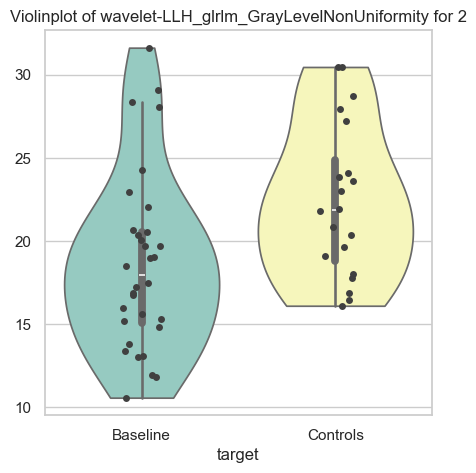 Violinplot of wavelet-LLH_glrlm_GrayLevelNonUniformity for 2
30
25
20
15
10
Baseline Controls
target